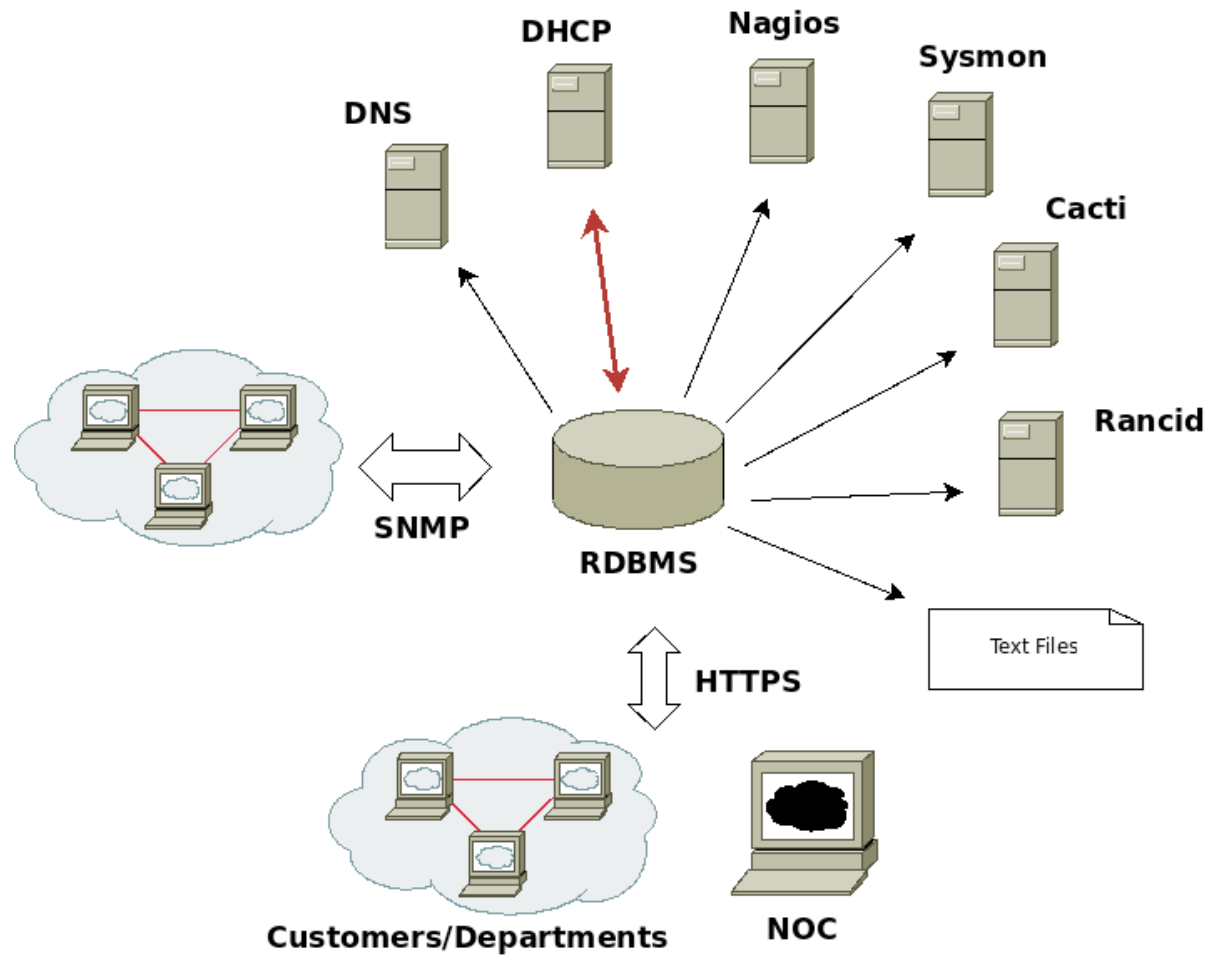 DHCP
Nagios
Sysmon
DNS
Cacti
Rancid
SNMP
RDBMS
Text Files
HTTPS
Customers/Departments
NOC